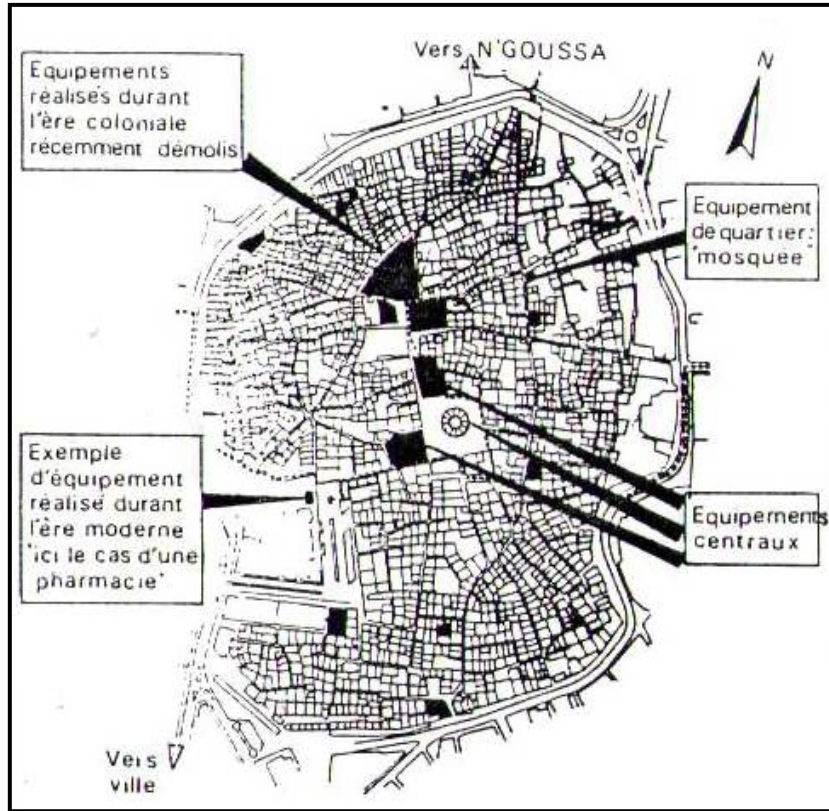 Vers N'GOUSSA
N
Equipements
réalisés durant
l'ère coloniale
récemment démolis
Equipement
de quartier:
"mosquée"
Exemple
d'équipement
réalisé durant
l'ère moderne
"ici le cas d'une
pharmacie"
Equipements
centraux
Vers
ville